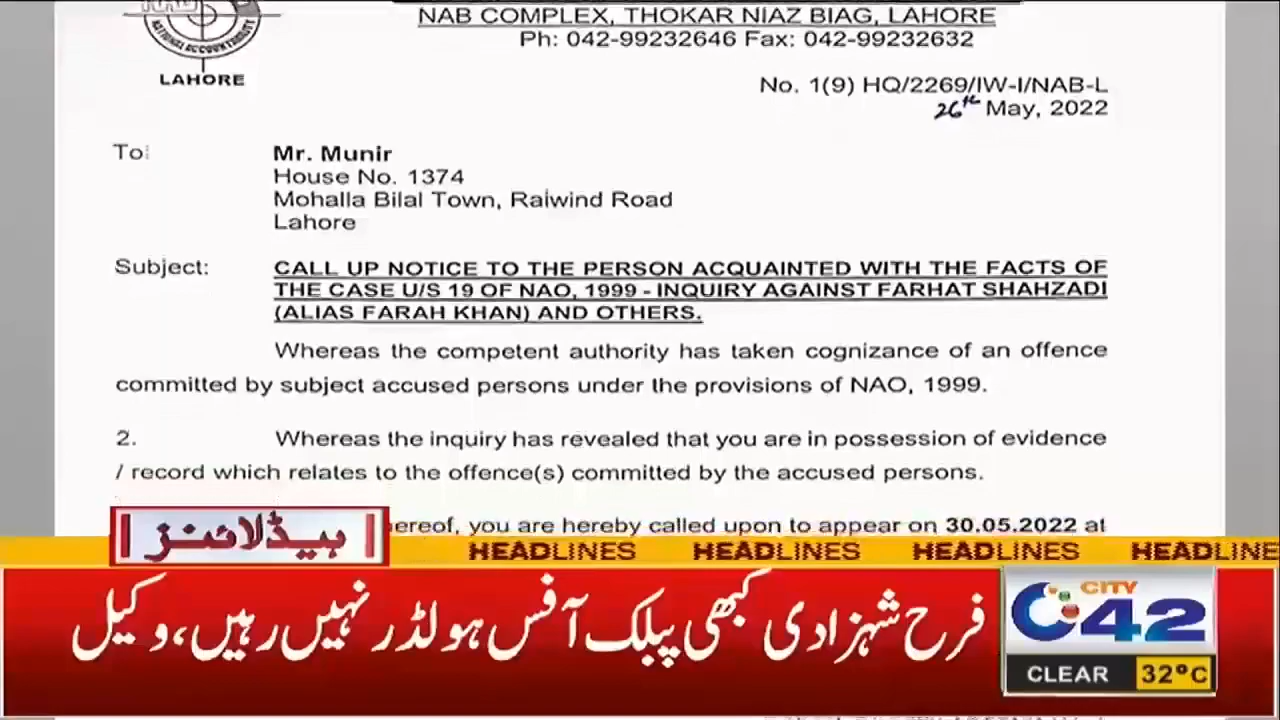 NAB COMPLEX, THOKAR NIAZ BIAG, LAHORE
Ph: 042-99232646 Fax: 042-99232632
LAHORE
No. 1(9) HQ/2269/IW-I/NAB-L
26th May, 2022
To:
Mr. Munir
House No. 1374
Mohalla Bilal Town, Raiwind Road
Lahore
Subject:
CALL UP NOTICE TO THE PERSON ACQUAINTED WITH THE FACTS OF
THE CASE U/S 19 OF NAO, 1999 - INQUIRY AGAINST FARHAT SHAHZADI
(ALIAS FARAH KHAN) AND OTHERS.
Whereas the competent authority has taken cognizance of an offence
committed by subject accused persons under the provisions of NAO, 1999.
2. Whereas the inquiry has revealed that you are in possession of evidence
/ record which relates to the offence(s) committed by the accused persons.
hereof, you are hereby called upon to appear on 30.05.2022 at
ہیڈلائنز
HEADLINES HEADLINES HEADLINES HEADLINE
فرح شہزادی کبھی پبلک آفس ہولڈر نہیں رہیں، وکیل
CITY
42
CLEAR 32°C